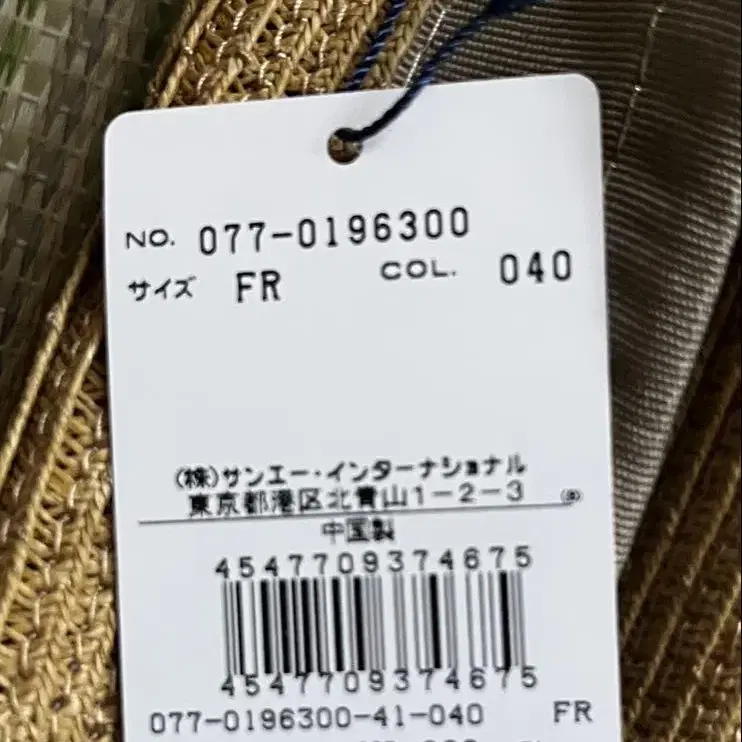 NO. 077-0196300
サイズ FR COL. 040
(株)サンエー・インターナショナル
東京都港区北青山1-2-3
中国製
4547709374675
4547709374675
077-0196300-41-040 FR